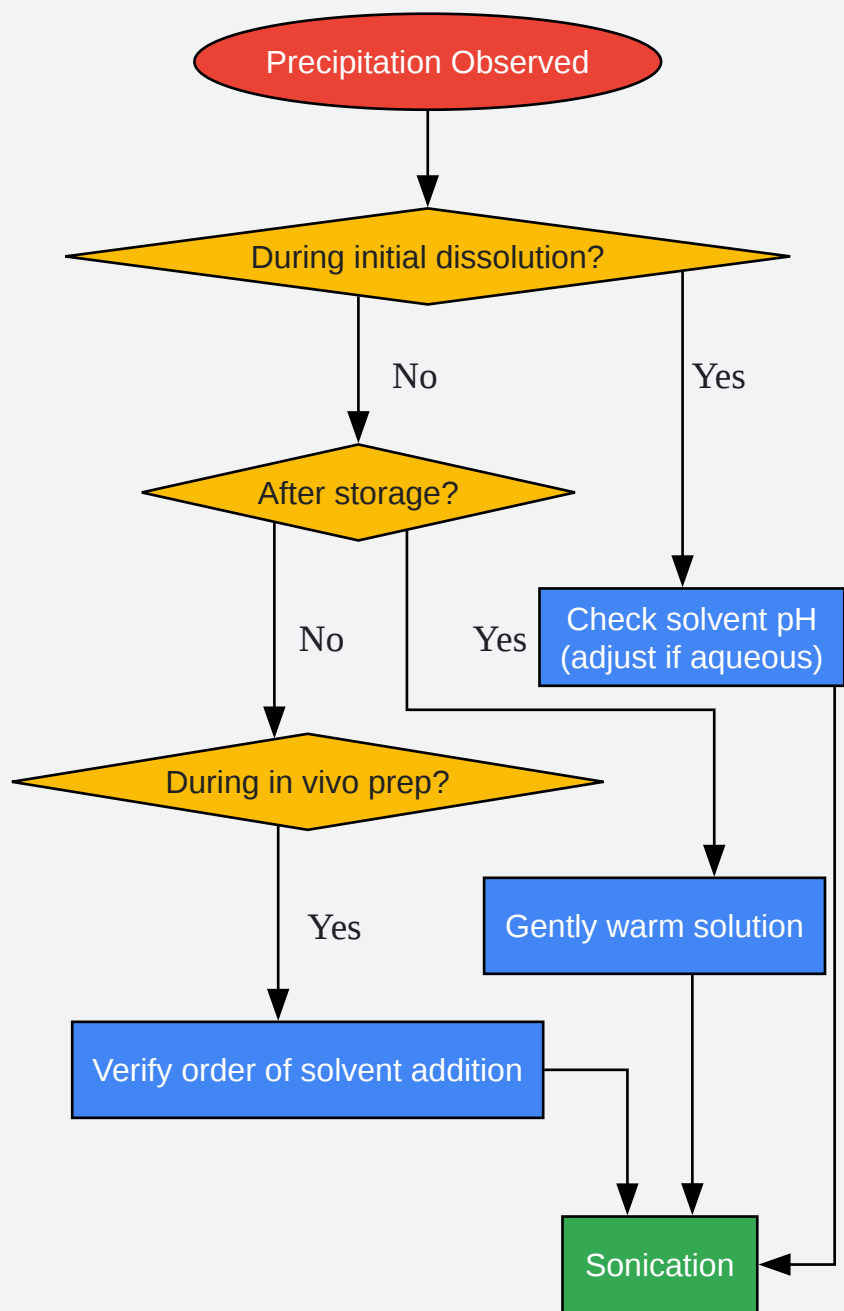 Precipitation Observed
During initial dissolution?
No
Yes
After storage?
Check solvent pH
(adjust if aqueous)
No
Yes
During in vivo prep?
Gently warm solution
Yes
Verify order of solvent addition
Sonication